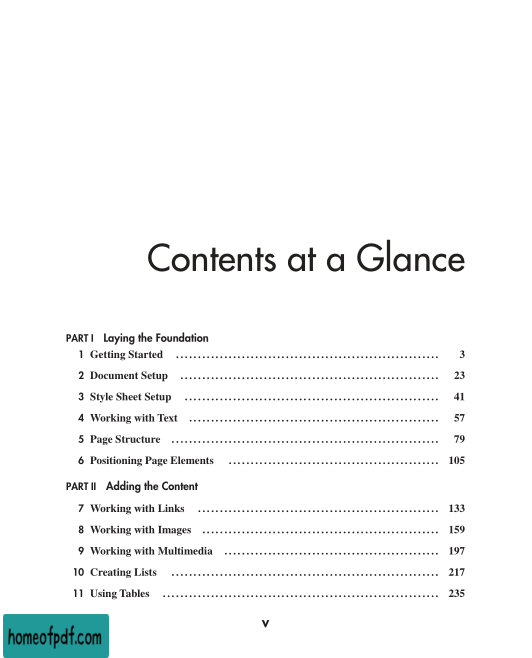 Contents at a Glance
PART I Laying the Foundation
1 Getting Started ............................................................ 3
2 Document Setup ........................................................... 23
3 Style Sheet Setup .......................................................... 41
4 Working with Text ......................................................... 57
5 Page Structure ............................................................. 79
6 Positioning Page Elements ................................................ 105
PART II Adding the Content
7 Working with Links ....................................................... 133
8 Working with Images ...................................................... 159
9 Working with Multimedia ................................................. 197
10 Creating Lists ............................................................. 217
11 Using Tables ............................................................... 235
v
homeofpdf.com